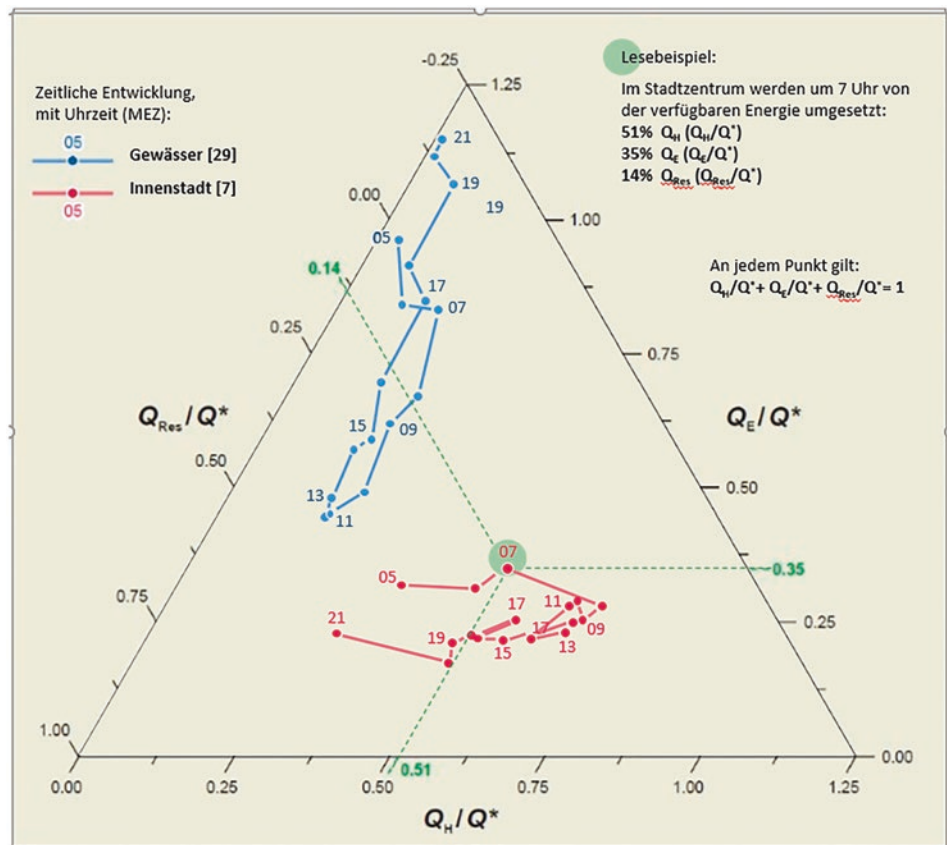 Lesebeispiel:
Im Stadtzentrum werden um 7 Uhr von
der verfügbaren Energie umgesetzt:
51% Q_H (Q_H/Q*)
35% Q_E (Q_E/Q*)
14% Q_Res (Q_Res/Q*)
An jedem Punkt gilt:
Q_H/Q*+ Q_E/Q*+ Q_Res/Q*= 1
Zeitliche Entwicklung,
mit Uhrzeit (MEZ):
05
Gewässer [29]
Innenstadt [7]
05
-0.25
0.00
0.14
0.25
Q_Res/Q*
0.50
0.75
1.00
1.25
1.00
0.75
Q_E/Q*
0.50
0.35
0.25
0.00
0.00
0.25
0.50
0.51
0.75
1.00
1.25
Q_H/Q*
21
19
19
05
17
07
15
09
13
11
07
05
21
19
17
15
17
11
09
13